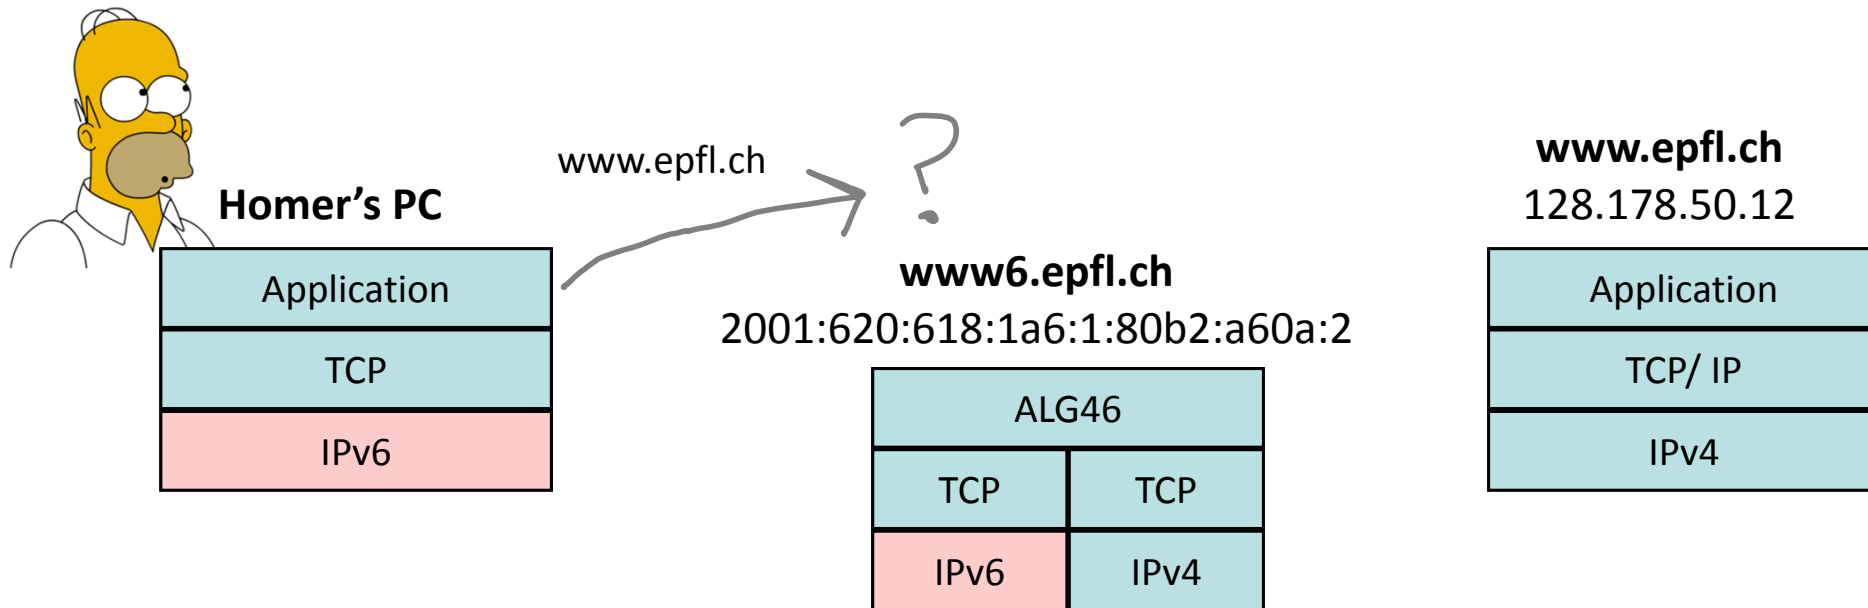 Homer's PC
Application
TCP
IPv6
www.epfl.ch
?
www6.epfl.ch
2001:620:618:1a6:1:80b2:a60a:2
ALG46
TCP TCP
IPv6 IPv4
www.epfl.ch
128.178.50.12
Application
TCP/ IP
IPv4